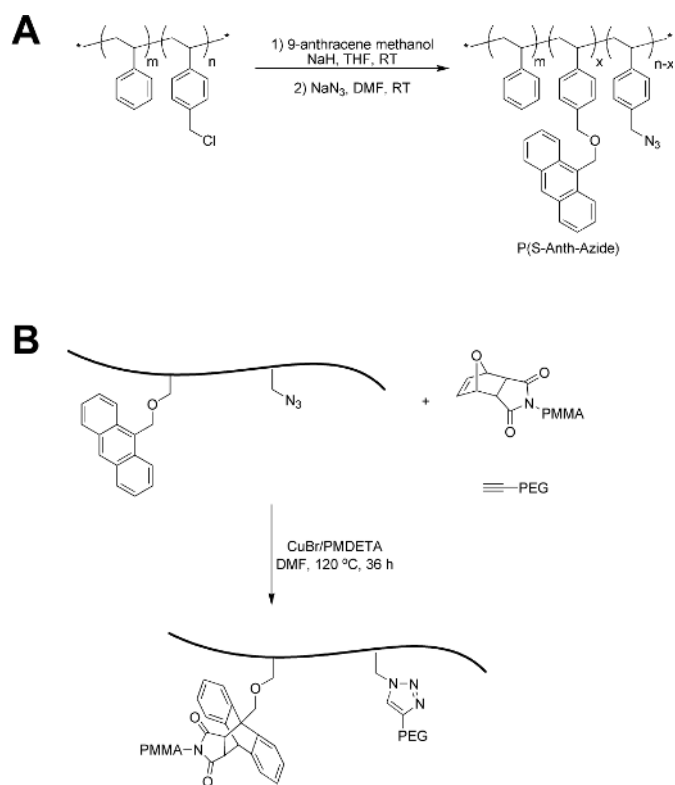 A
*
*
m
n
Cl
1) 9-anthracene methanol
NaH, THF, RT
2) NaN3, DMF, RT
*
*
m
x
n-x
O
N3
P(S-Anth-Azide)
B
O
N3
+
O
O
N
PMMA
O
PEG
CuBr/PMDETA
DMF, 120 ºC, 36 h
O
N
N
N
O
PMMA
N
PEG
O